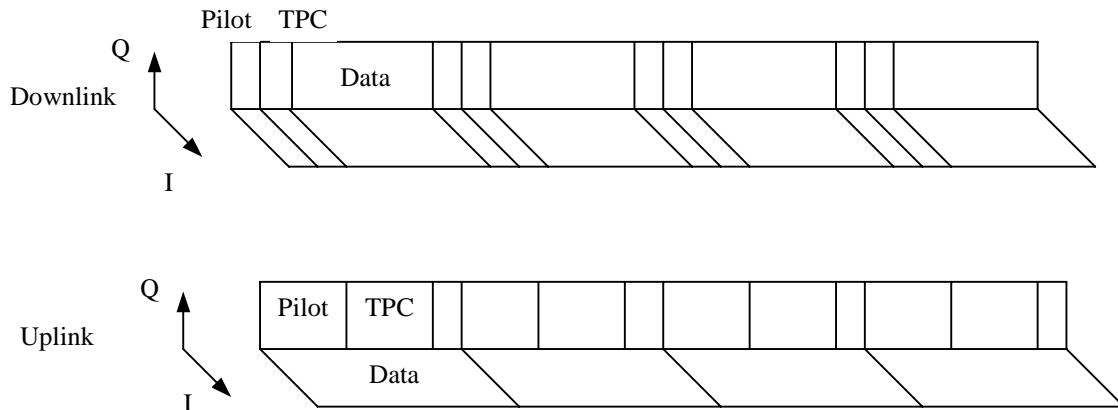 Pilot TPC
Q
Data
Downlink
I
Q
Pilot TPC
Uplink
Data
I